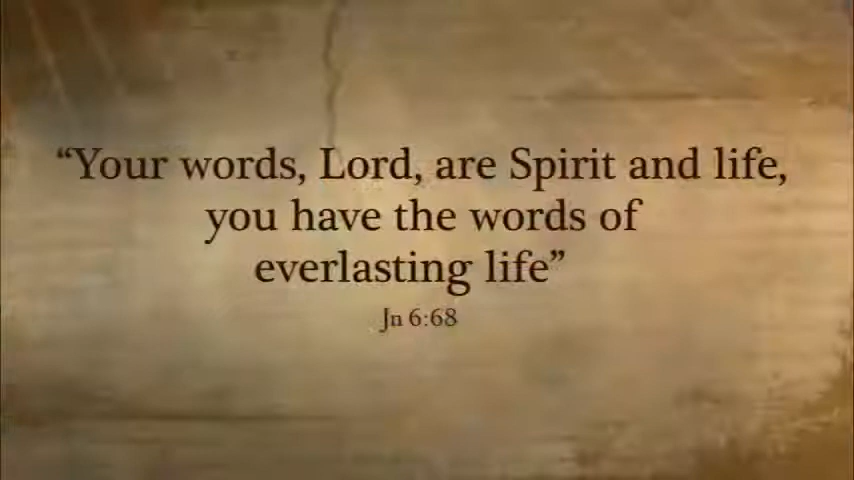 “Your words, Lord, are Spirit and life,
you have the words of
everlasting life”
Jn 6:68